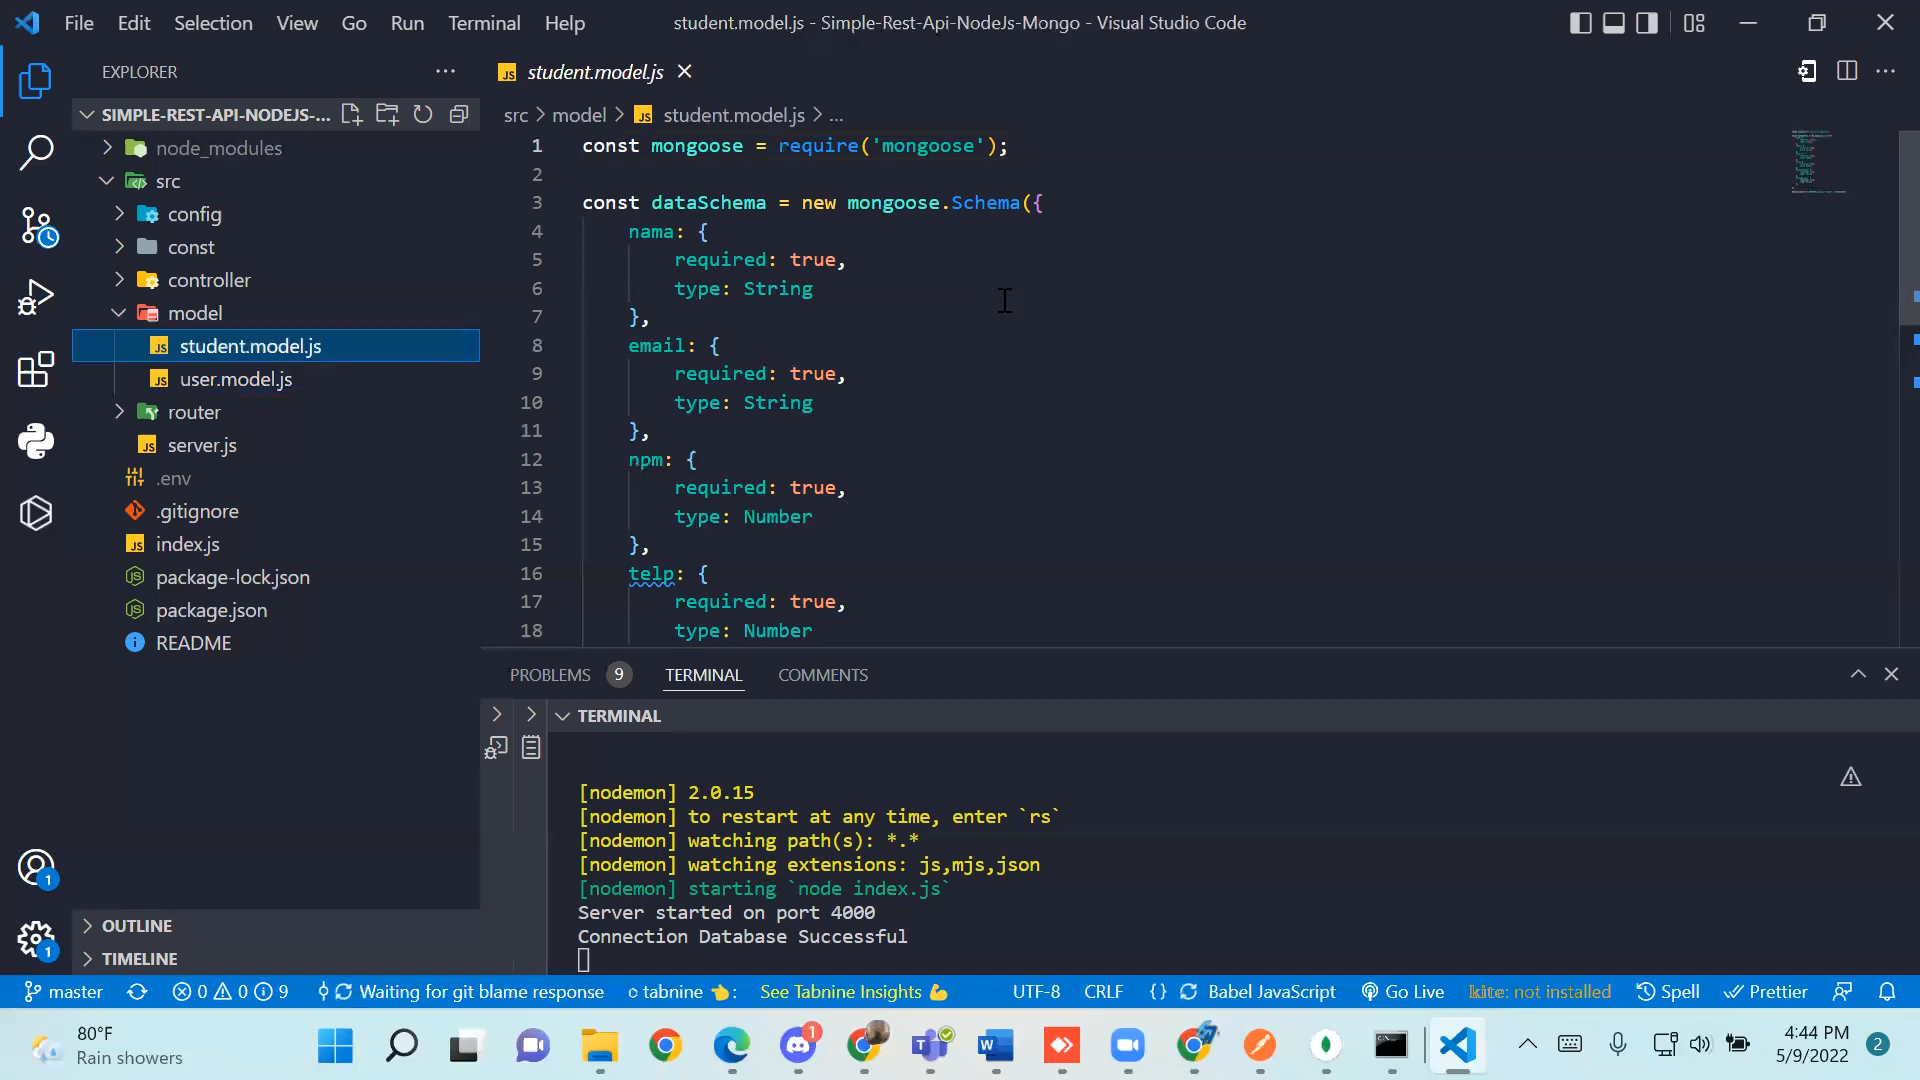 File Edit Selection View Go Run Terminal Help
student.model.js - Simple-Rest-Api-NodeJs-Mongo - Visual Studio Code
EXPLORER
SIMPLE-REST-API-NODEJS-...
node_modules
src
config
const
controller
model
student.model.js
user.model.js
router
server.js
.env
.gitignore
index.js
package-lock.json
package.json
README
OUTLINE
TIMELINE
student.model.js
src > model > student.model.js > ...
1 const mongoose = require('mongoose');
2
3 const dataSchema = new mongoose.Schema({
4 nama: {
5 required: true,
6 type: String
7 },
8 email: {
9 required: true,
10 type: String
11 },
12 npm: {
13 required: true,
14 type: Number
15 },
16 telp: {
17 required: true,
18 type: Number
PROBLEMS 9 TERMINAL COMMENTS
TERMINAL
[nodemon] 2.0.15
[nodemon] to restart at any time, enter `rs`
[nodemon] watching path(s): *.*
[nodemon] watching extensions: js,mjs,json
[nodemon] starting `node index.js`
Server started on port 4000
Connection Database Successful
1
1
master 0 0 9 Waiting for git blame response tabnine 👈: See Tabnine Insights 💪 UTF-8 CRLF {} Babel JavaScript Go Live kite: not installed Spell Prettier
80°F
Rain showers
1
4:44 PM
5/9/2022
2